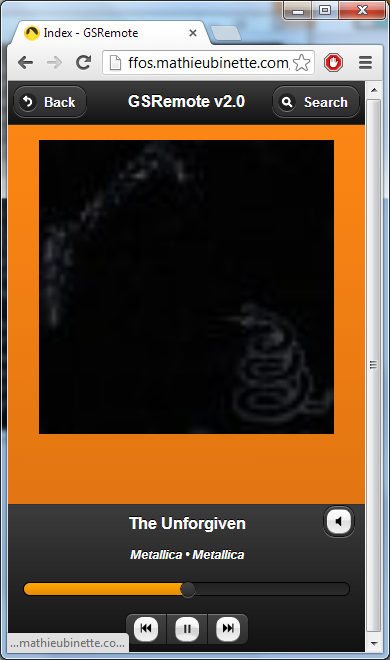 Index - GSRemote
ffos.mathieubinette.com
Back
GSRemote v2.0
Search
The Unforgiven
Metallica • Metallica
...mathieubinette.co...